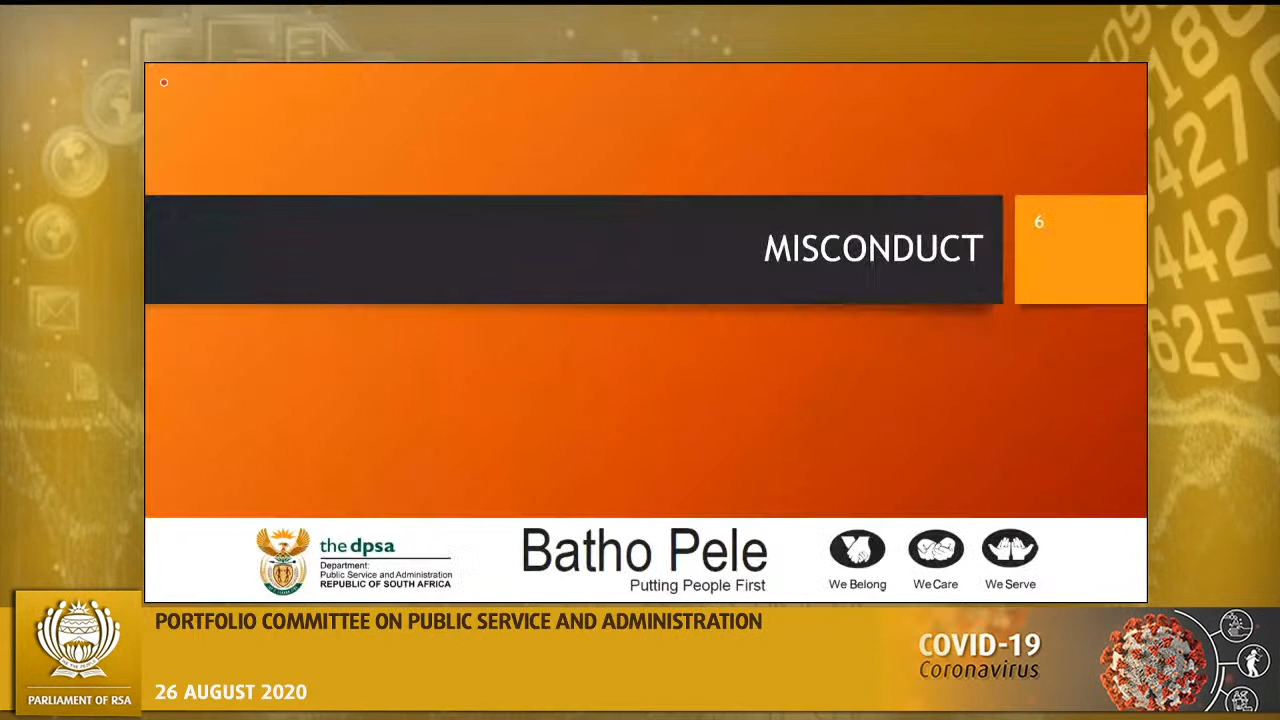 MISCONDUCT
6
the dpsa
Department:
Public Service and Administration
REPUBLIC OF SOUTH AFRICA
Batho Pele
Putting People First
We Belong
We Care
We Serve
PORTFOLIO COMMITTEE ON PUBLIC SERVICE AND ADMINISTRATION
26 AUGUST 2020
PARLIAMENT OF RSA
COVID-19
Coronavirus